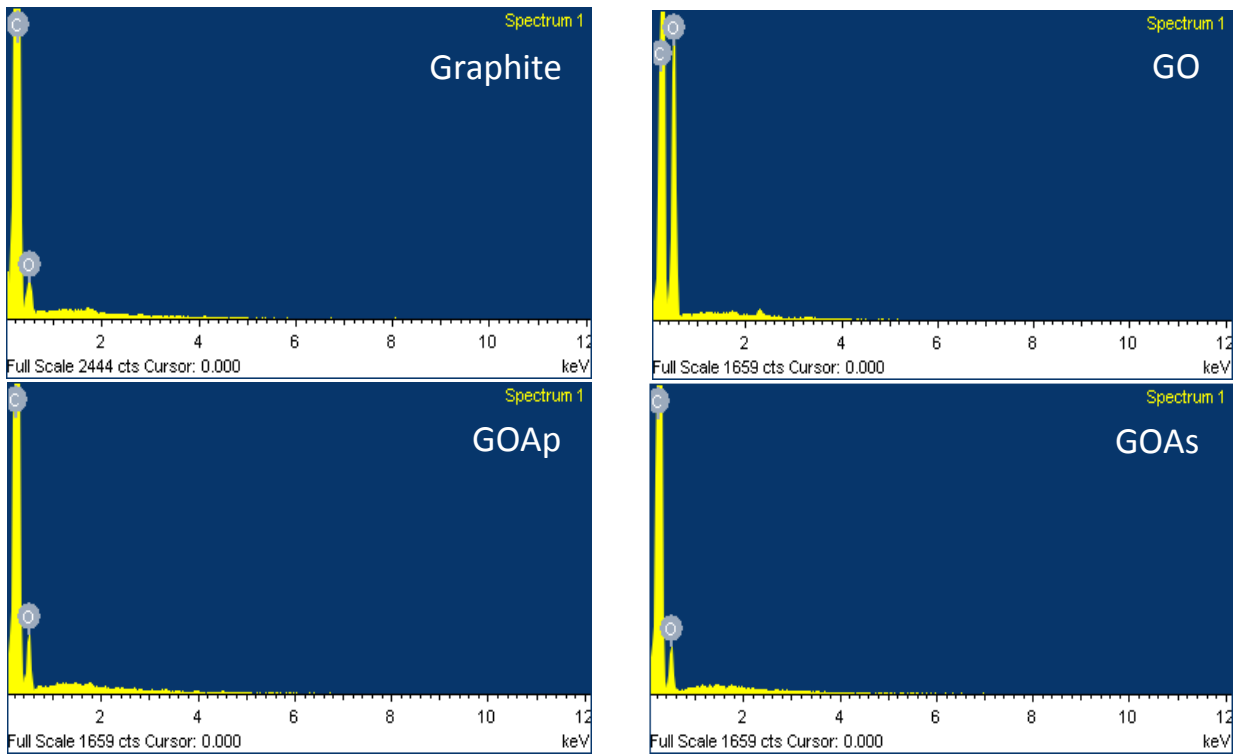 Spectrum 1
C
Graphite
O
2 4 6 8 10 12
Full Scale 2444 cts Cursor: 0.000 keV
Spectrum 1
O
C
GO
2 4 6 8 10 12
Full Scale 1659 cts Cursor: 0.000 keV
Spectrum 1
C
GOAp
O
2 4 6 8 10 12
Full Scale 1659 cts Cursor: 0.000 keV
Spectrum 1
C
GOAs
O
2 4 6 8 10 12
Full Scale 1659 cts Cursor: 0.000 keV